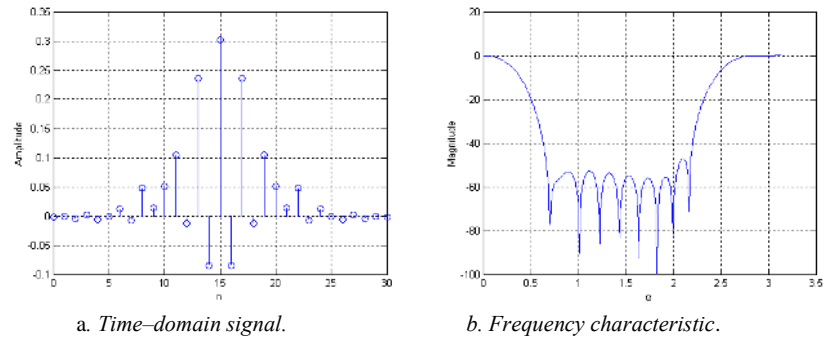 0.35
0.3
0.25
0.2
0.15
0.1
0.05
0
-0.05
-0.1
Amplitude
0 5 10 15 20 25 30
n
a. Time–domain signal.
20
0
-20
-40
-60
-80
-100
Magnitude
0 0.5 1 1.5 2 2.5 3 3.5
b. Frequency characteristic.